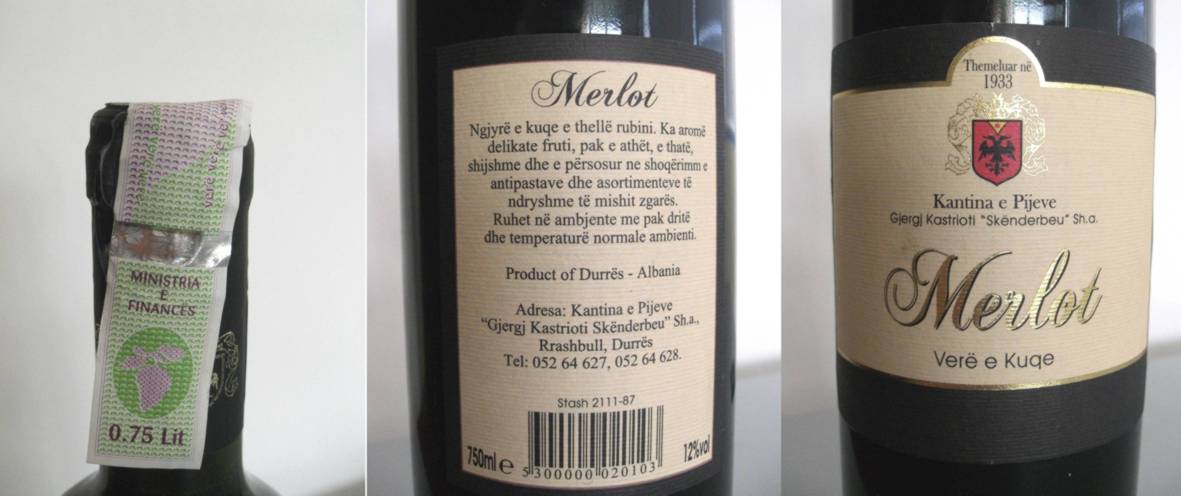 verë verë verë
MINISTRIA
E
FINANCËS
0.75 Lit
Merlot
Ngjyrë e kuqe e thellë rubini. Ka aromë
delikate fruti, pak e athët, e thatë,
shijshme dhe e përsosur ne shoqërimm e
antipastave dhe asortimenteve të
ndryshme të mishit zgarës.
Ruhet në ambjente me pak dritë
dhe temperaturë normale ambienti.
Product of Durrës - Albania
Adresa: Kantina e Pijeve
"Gjergj Kastrioti Skënderbeu" Sh.a.,
Rrashbull, Durrës
Tel: 052 64 627, 052 64 628.
Stash 2111-87
750ml e 5 300000 020103 12%vol
Themeluar në
1933
Kantina e Pijeve
Gjergj Kastrioti "Skënderbeu" Sh.a.
Merlot
Verë e Kuqe